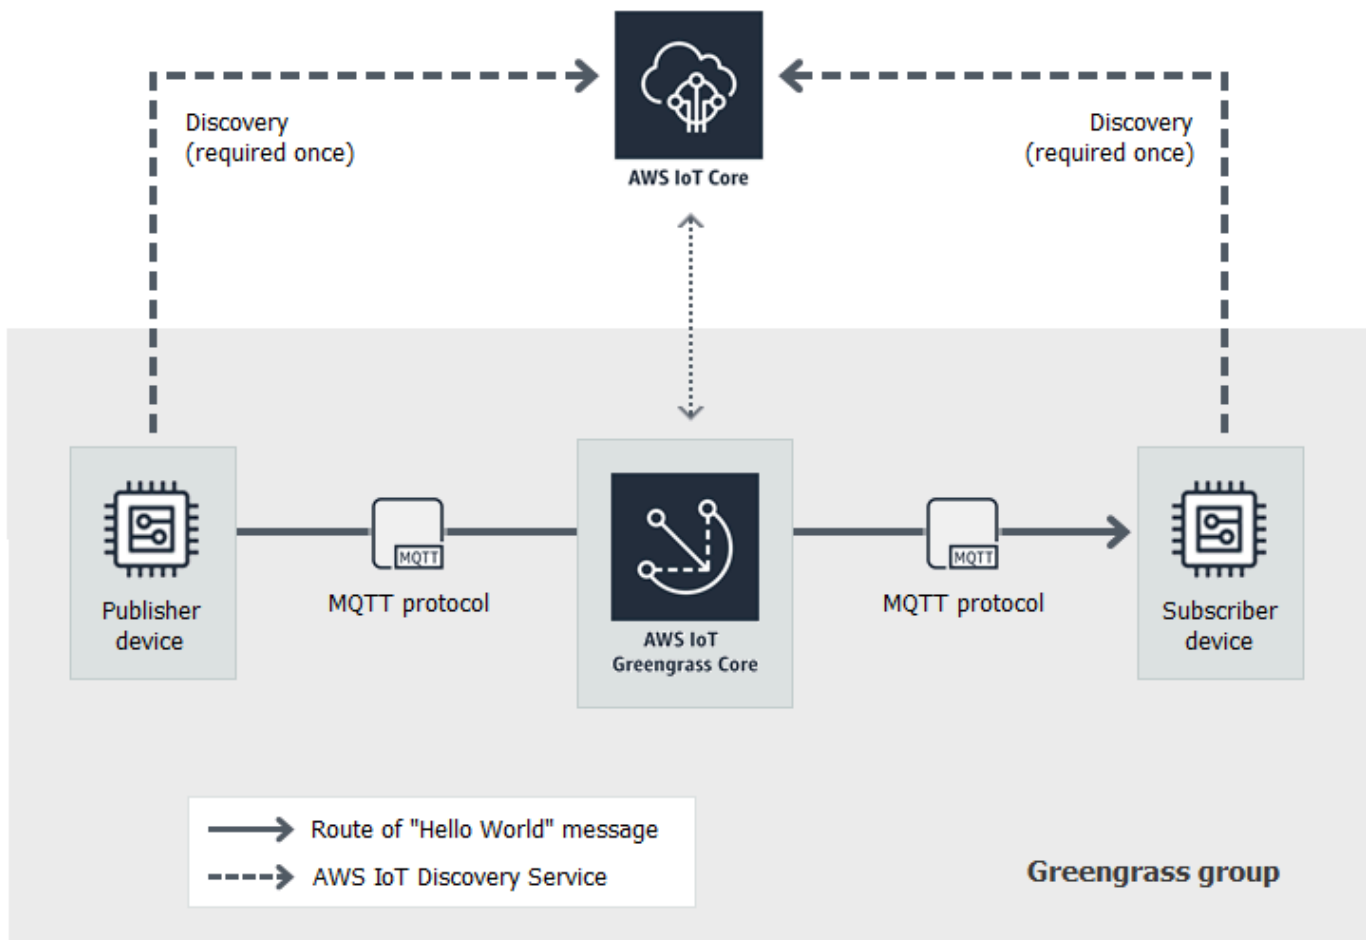 Discovery
(required once)
AWS IoT Core
Discovery
(required once)
Publisher
device
MQTT
MQTT protocol
AWS IoT
Greengrass Core
MQTT
MQTT protocol
Subscriber
device
Route of "Hello World" message
AWS IoT Discovery Service
Greengrass group